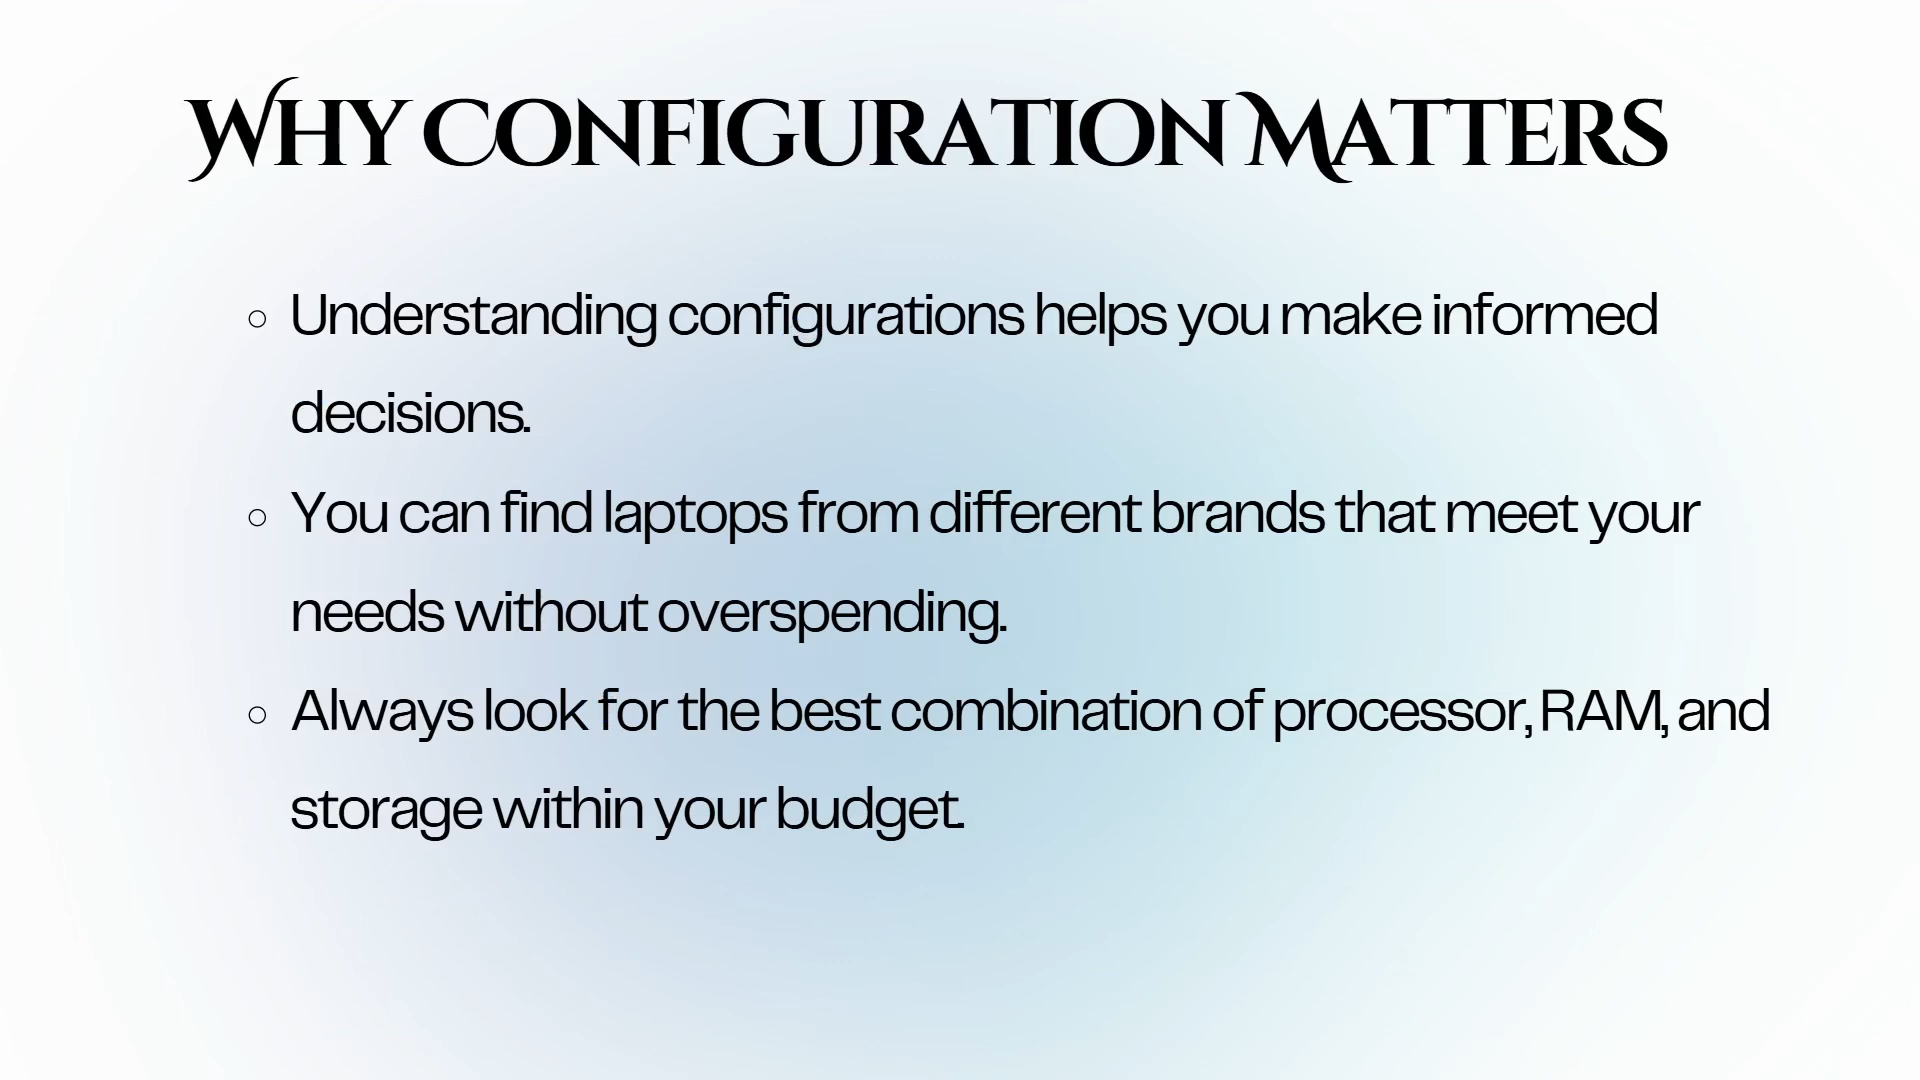 Why Configuration Matters
Understanding configurations helps you make informed
decisions.
You can find laptops from different brands that meet your
needs without overspending.
Always look for the best combination of processor, RAM, and
storage within your budget.